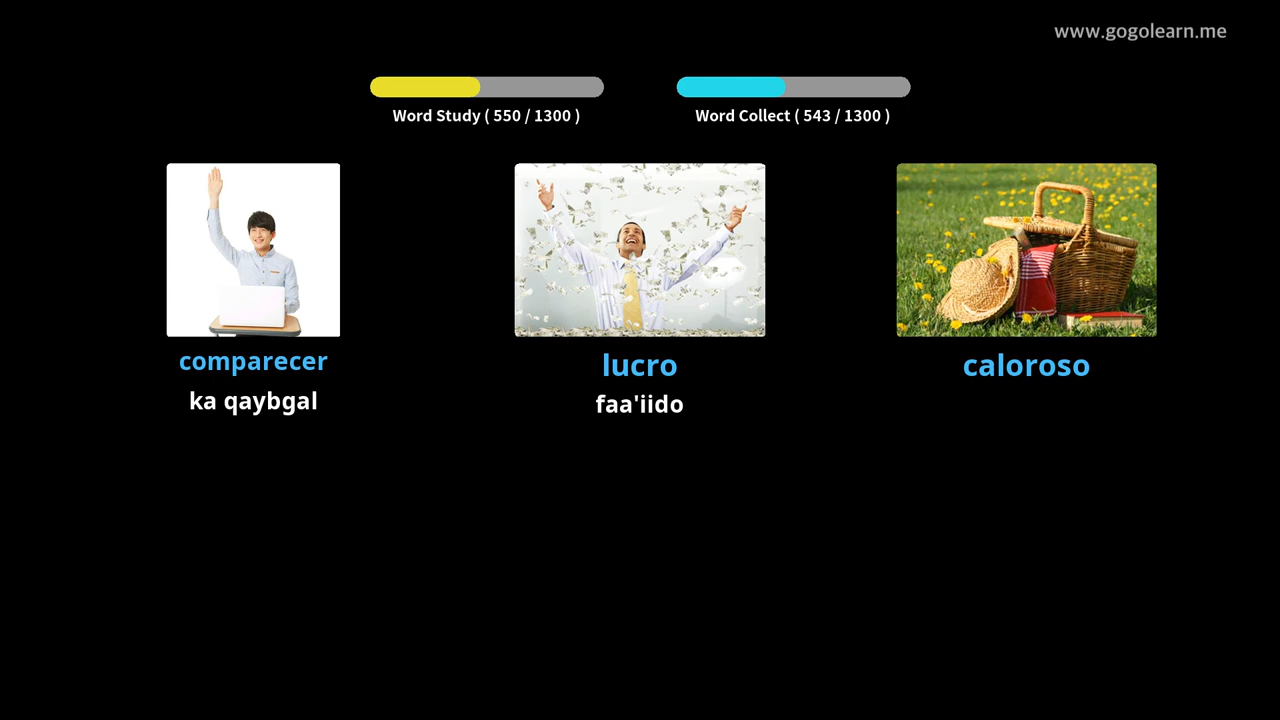 www.gogolearn.me
Word Study ( 550 / 1300 )
Word Collect ( 543 / 1300 )
comparecer
ka qaybgal
lucro
faa'iido
caloroso